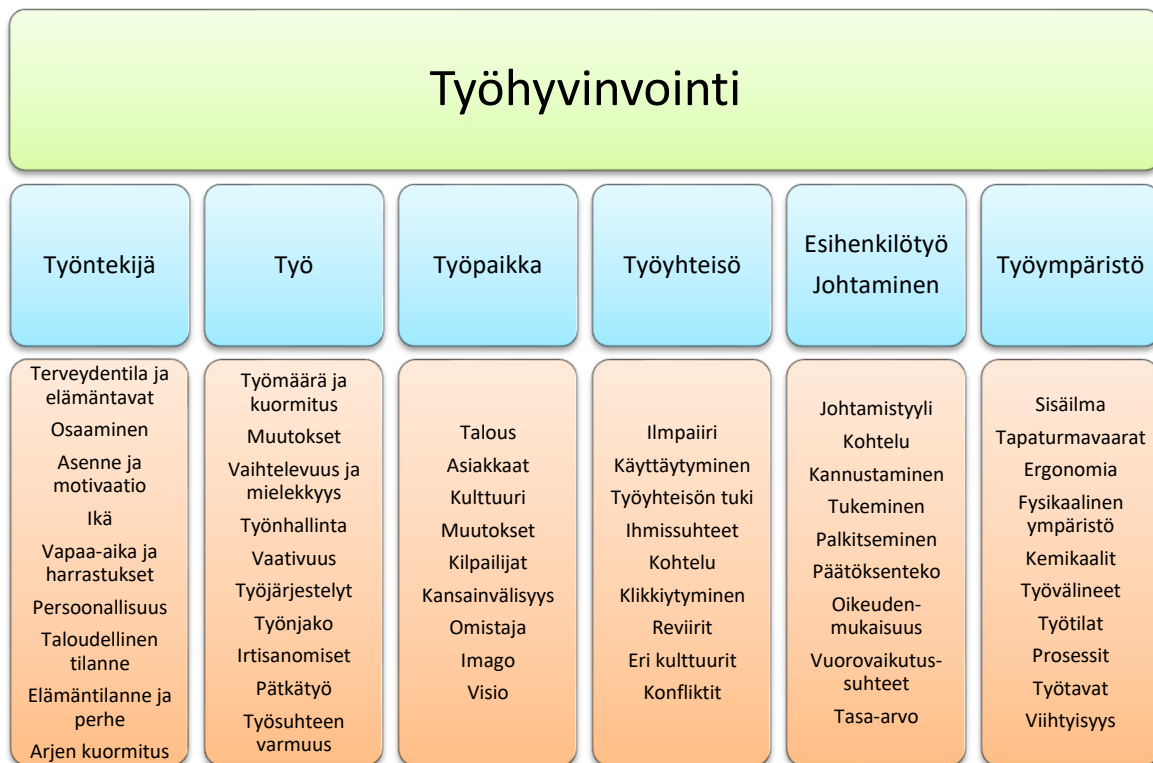 Työhyvinvointi
Työntekijä
Työ
Työpaikka
Työyhteisö
Esihenkilötyö
Johtaminen
Työympäristö
Terveydentila ja
elämäntavat
Osaaminen
Asenne ja
motivaatio
Ikä
Vapaa-aika ja
harrastukset
Persoonallisuus
Taloudellinen
tilanne
Elämäntilanne ja
perhe
Arjen kuormitus
Työmäärä ja
kuormitus
Muutokset
Vaihtelevuus ja
mielekkyys
Työnhallinta
Vaativuus
Työjärjestelyt
Työnjako
Irtisanomiset
Pätkätyö
Työsuhteen
varmuus
Talous
Asiakkaat
Kulttuuri
Muutokset
Kilpailijat
Kansainvälisyys
Omistaja
Imago
Visio
Ilmpaiiri
Käyttäytyminen
Työyhteisön tuki
Ihmissuhteet
Kohtelu
Klikkiytyminen
Reviirit
Eri kulttuurit
Konfliktit
Johtamistyyli
Kohtelu
Kannustaminen
Tukeminen
Palkitseminen
Päätöksenteko
Oikeuden-
mukaisuus
Vuorovaikutus-
suhteet
Tasa-arvo
Sisäilma
Tapaturmavaarat
Ergonomia
Fysikaalinen
ympäristö
Kemikaalit
Työvälineet
Työtilat
Prosessit
Työtavat
Viihtyisyys